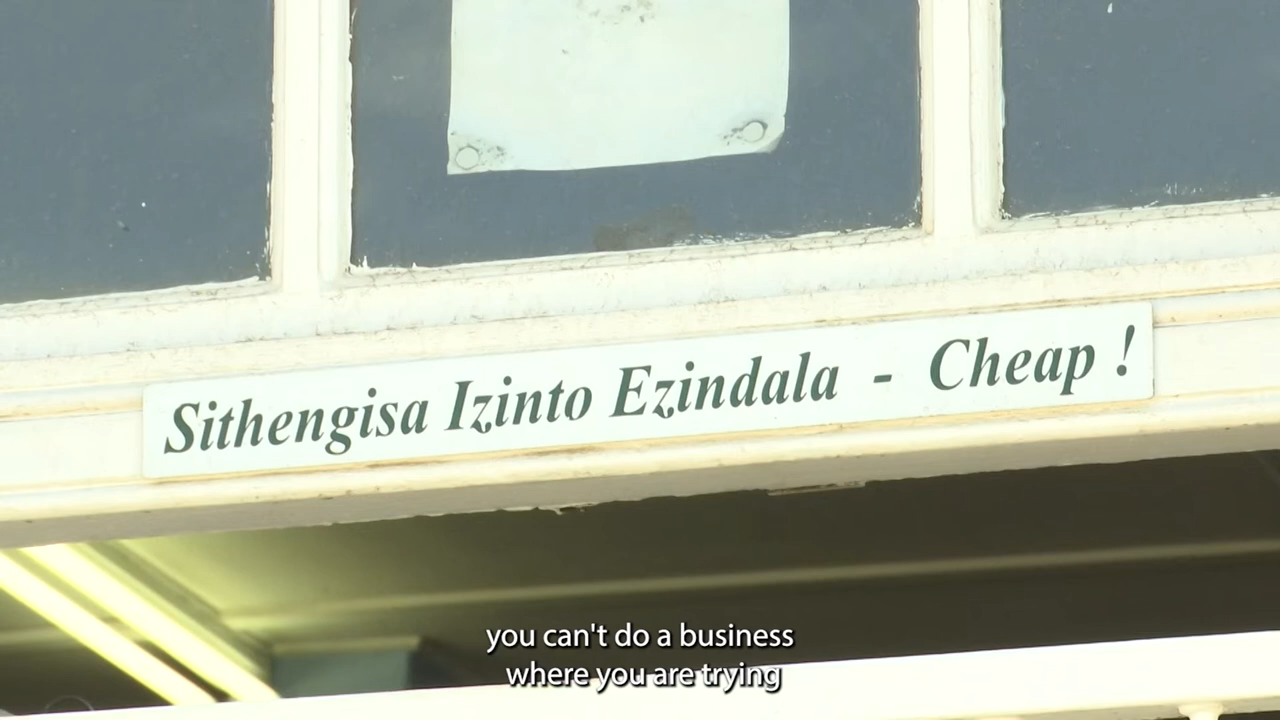 Sithengisa Izinto Ezindala - Cheap !
you can't do a business
where you are trying